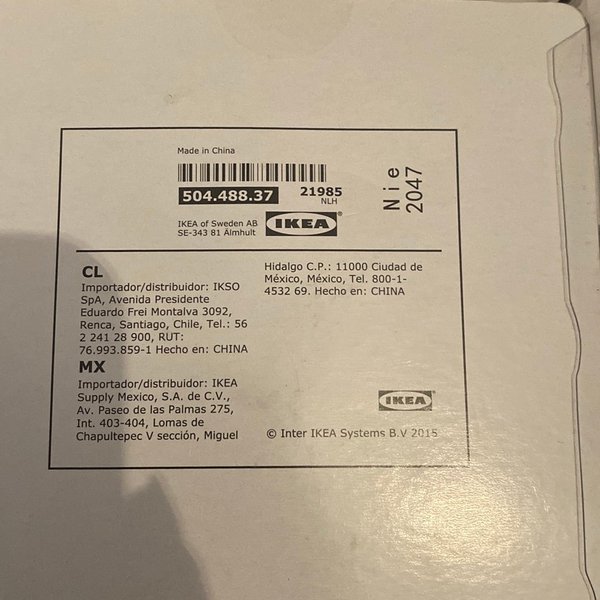 Made in China
504.488.37
21985
NLH
IKEA of Sweden AB
SE-343 81 Älmhult
IKEA
Nie
2047
CL
Importador/distribuidor: IKSO
SpA, Avenida Presidente
Eduardo Frei Montalva 3092,
Renca, Santiago, Chile, Tel.: 56
2 241 28 900, RUT:
76.993.859-1 Hecho en: CHINA
MX
Importador/distribuidor: IKEA
Supply Mexico, S.A. de C.V.,
Av. Paseo de las Palmas 275,
Int. 403-404, Lomas de
Chapultepec V sección, Miguel
Hidalgo C.P.: 11000 Ciudad de
México, México, Tel. 800-1-
4532 69. Hecho en: CHINA
IKEA
© Inter IKEA Systems B.V 2015